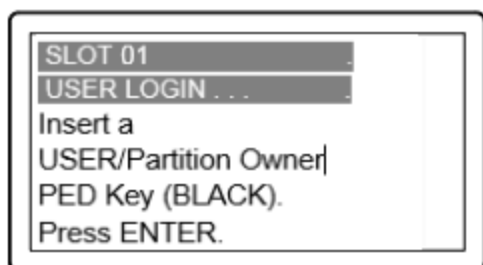 SLOT 01 .
USER LOGIN . . . .
Insert a
USER/Partition Owner
PED Key (BLACK).
Press ENTER.